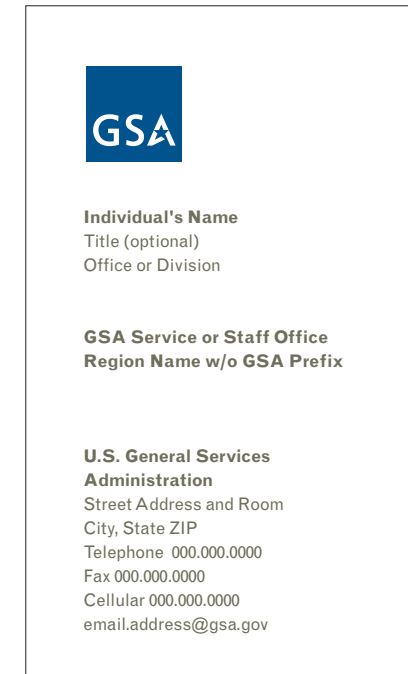 GSA
Individual's Name
Title (optional)
Office or Division
GSA Service or Staff Office
Region Name w/o GSA Prefix
U.S. General Services
Administration
Street Address and Room
City, State ZIP
Telephone 000.000.0000
Fax 000.000.0000
Cellular 000.000.0000
email.address@gsa.gov